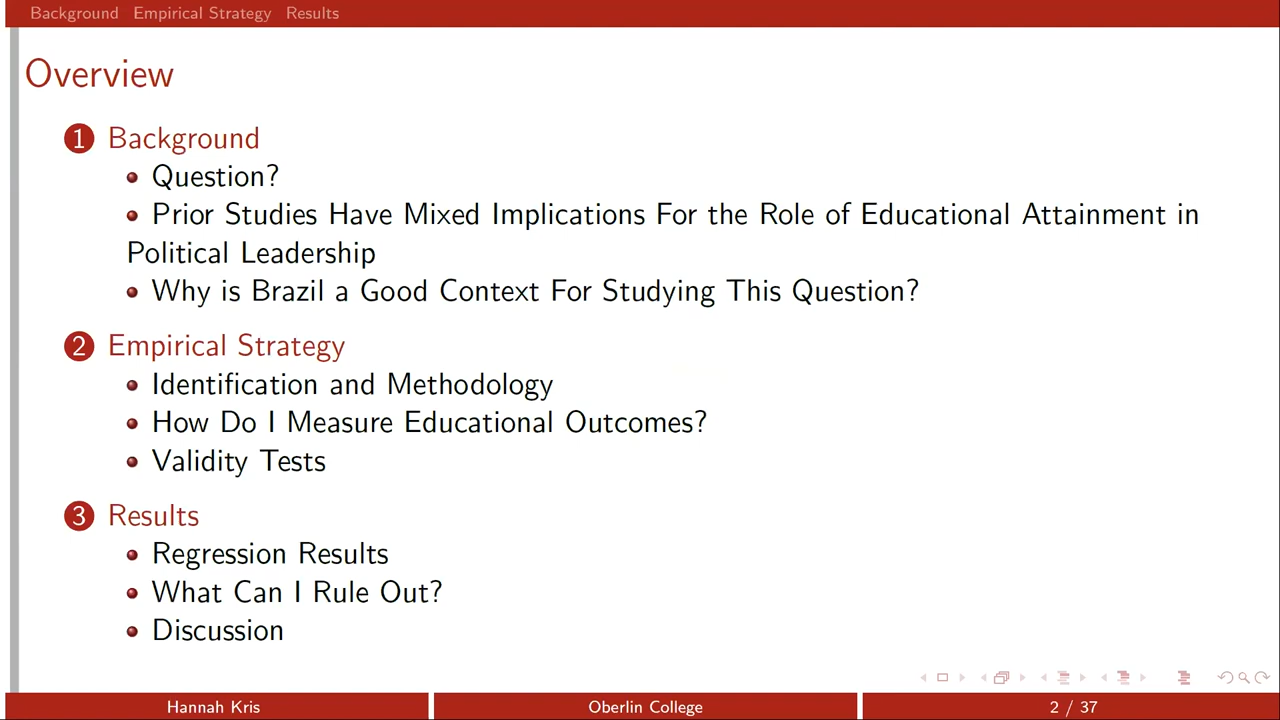 Background Empirical Strategy Results
Overview
1 Background
Question?
Prior Studies Have Mixed Implications For the Role of Educational Attainment in
Political Leadership
Why is Brazil a Good Context For Studying This Question?
2 Empirical Strategy
Identification and Methodology
How Do I Measure Educational Outcomes?
Validity Tests
3 Results
Regression Results
What Can I Rule Out?
Discussion
Hannah Kris Oberlin College 2 / 37